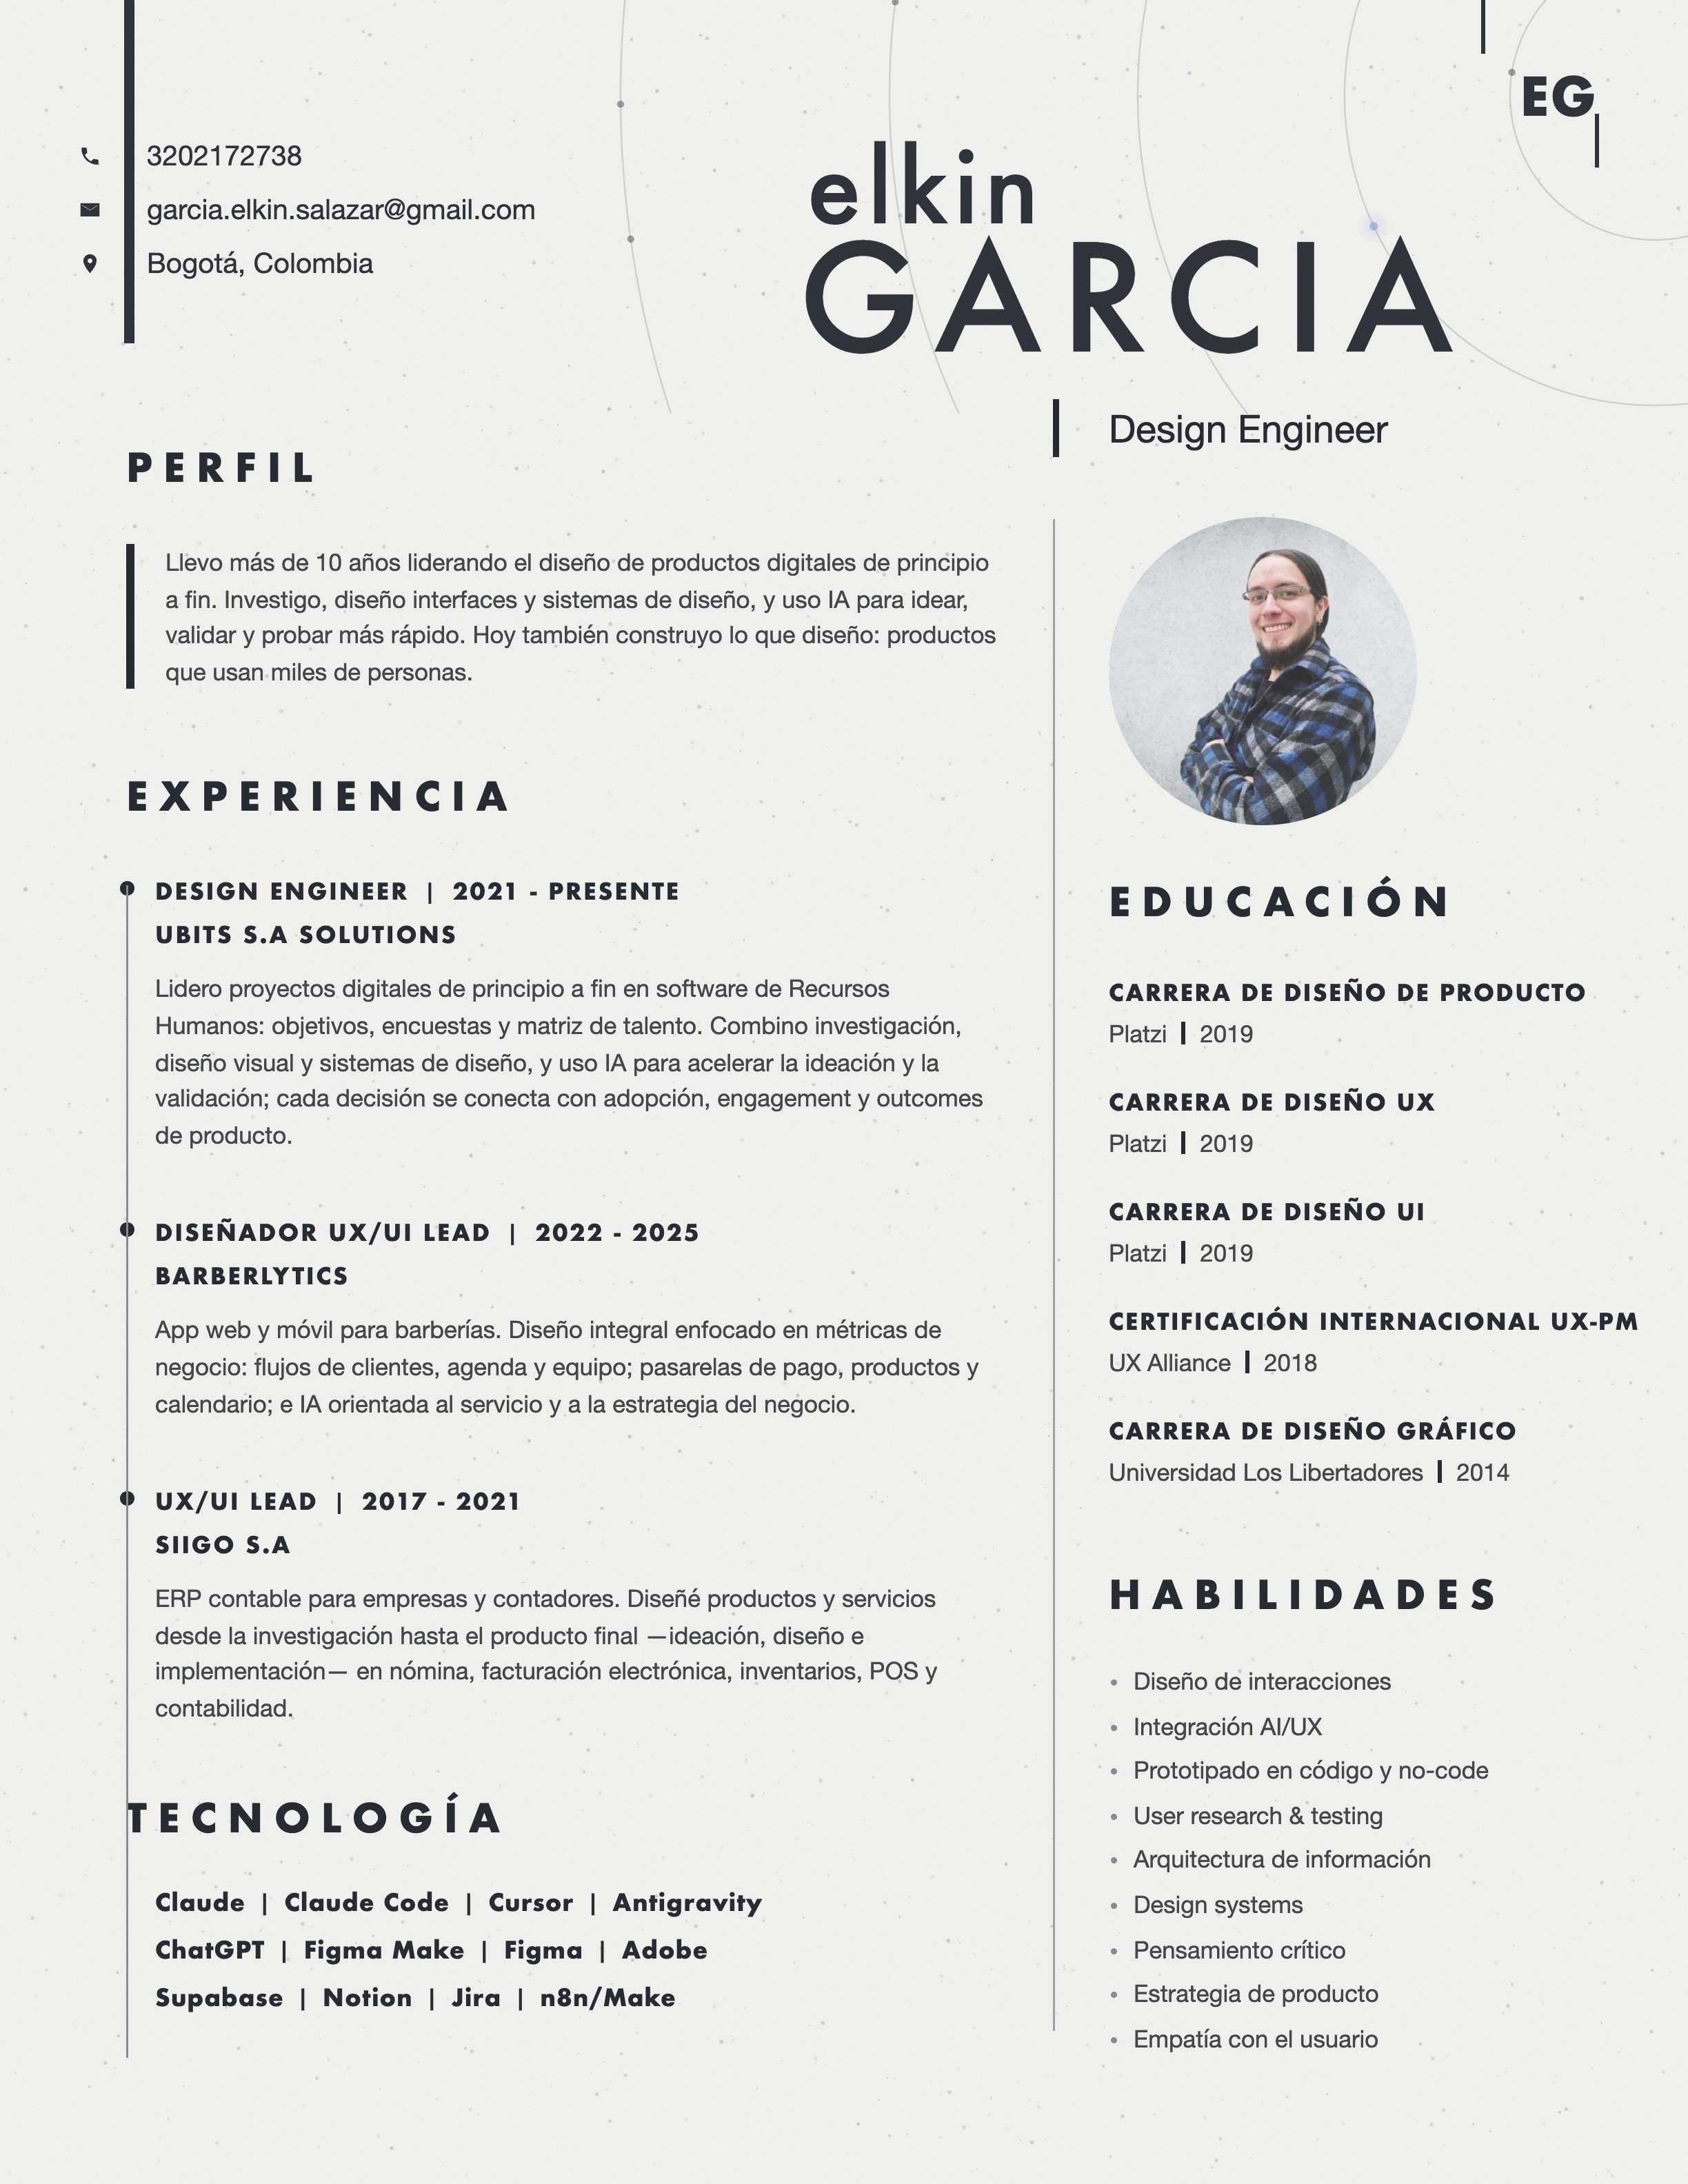 EG
3202172738
garcia.elkin.salazar@gmail.com
Bogotá, Colombia
elkin
GARCIA
Design Engineer
PERFIL
Llevo más de 10 años liderando el diseño de productos digitales de principio
a fin. Investigo, diseño interfaces y sistemas de diseño, y uso IA para idear,
validar y probar más rápido. Hoy también construyo lo que diseño: productos
que usan miles de personas.
EXPERIENCIA
DESIGN ENGINEER | 2021 - PRESENTE
UBITS S.A SOLUTIONS
Lidero proyectos digitales de principio a fin en software de Recursos
Humanos: objetivos, encuestas y matriz de talento. Combino investigación,
diseño visual y sistemas de diseño, y uso IA para acelerar la ideación y la
validación; cada decisión se conecta con adopción, engagement y outcomes
de producto.
DISEÑADOR UX/UI LEAD | 2022 - 2025
BARBERLYTICS
App web y móvil para barberías. Diseño integral enfocado en métricas de
negocio: flujos de clientes, agenda y equipo; pasarelas de pago, productos y
calendario; e IA orientada al servicio y a la estrategia del negocio.
UX/UI LEAD | 2017 - 2021
SIIGO S.A
ERP contable para empresas y contadores. Diseñé productos y servicios
desde la investigación hasta el producto final —ideación, diseño e
implementación— en nómina, facturación electrónica, inventarios, POS y
contabilidad.
TECNOLOGÍA
Claude | Claude Code | Cursor | Antigravity
ChatGPT | Figma Make | Figma | Adobe
Supabase | Notion | Jira | n8n/Make
EDUCACIÓN
CARRERA DE DISEÑO DE PRODUCTO
Platzi | 2019
CARRERA DE DISEÑO UX
Platzi | 2019
CARRERA DE DISEÑO UI
Platzi | 2019
CERTIFICACIÓN INTERNACIONAL UX-PM
UX Alliance | 2018
CARRERA DE DISEÑO GRÁFICO
Universidad Los Libertadores | 2014
HABILIDADES
• Diseño de interacciones
• Integración AI/UX
• Prototipado en código y no-code
• User research & testing
• Arquitectura de información
• Design systems
• Pensamiento crítico
• Estrategia de producto
• Empatía con el usuario